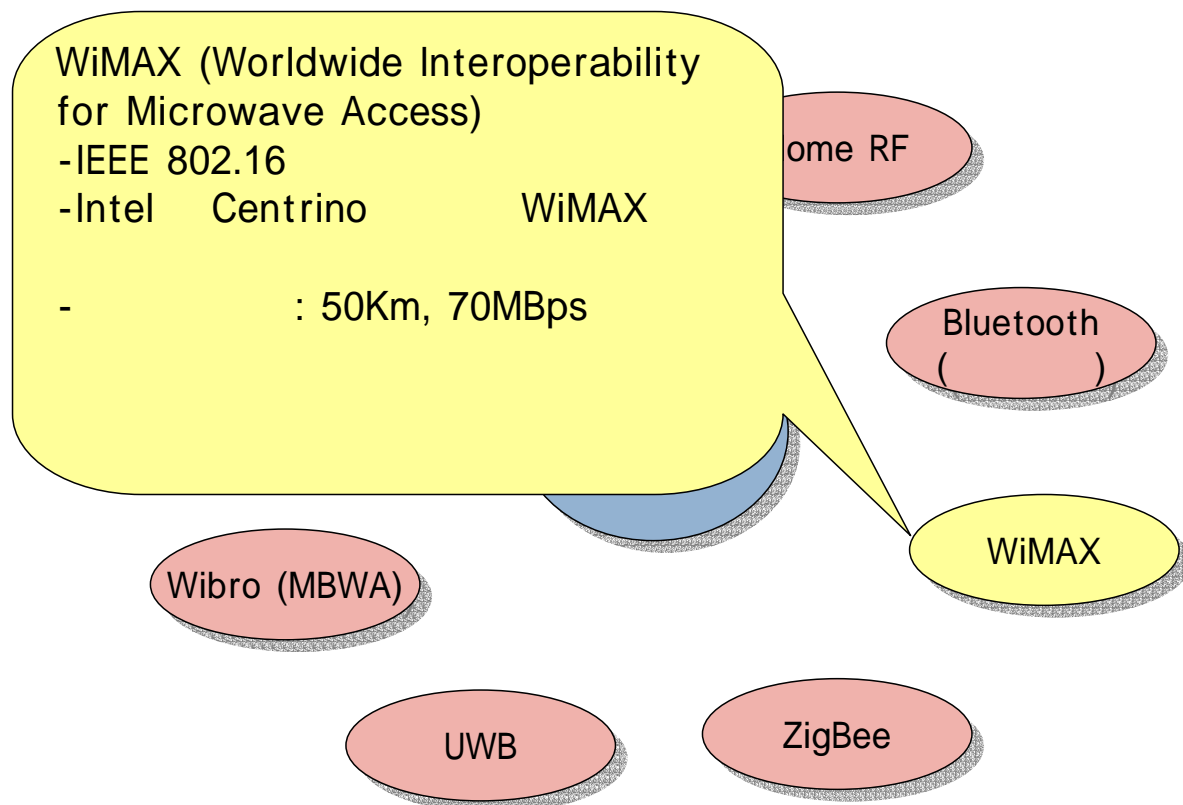 WiMAX (Worldwide Interoperability
for Microwave Access)
-IEEE 802.16
-Intel Centrino WiMAX
- : 50Km, 70MBps
ome RF
Bluetooth
( )
WiMAX
Wibro (MBWA)
UWB
ZigBee